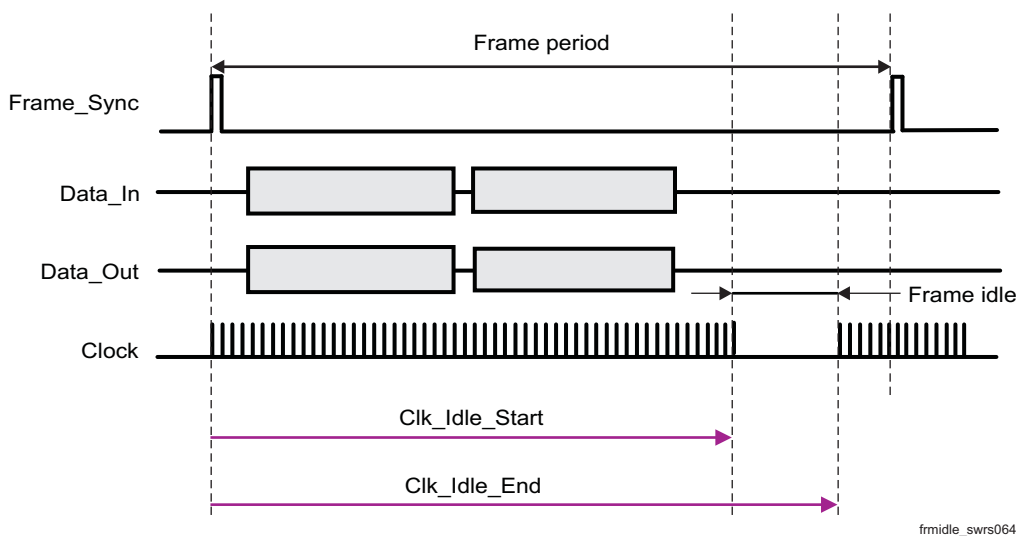 Frame period
Frame_Sync
Data_In
Data_Out
Frame idle
Clock
Clk_Idle_Start
Clk_Idle_End
frmidle_swrs064